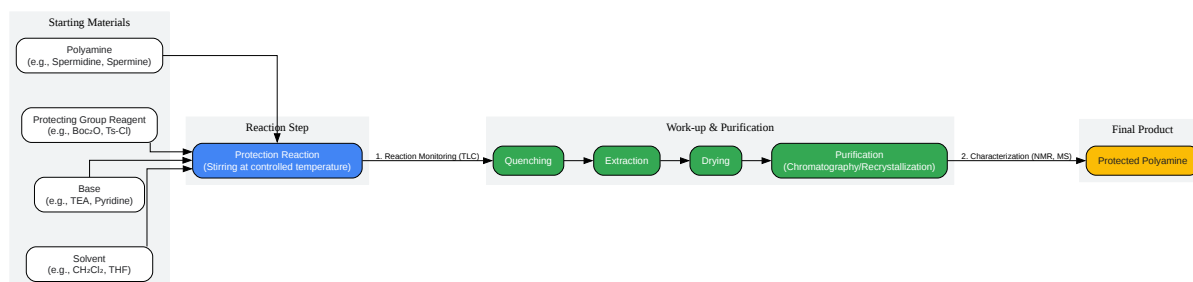 Starting Materials
Polyamine
(e.g., Spermidine, Spermine)
Protecting Group Reagent
(e.g., Boc₂O, Ts-Cl)
Base
(e.g., TEA, Pyridine)
Solvent
(e.g., CH₂Cl₂, THF)
Reaction Step
Protection Reaction
(Stirring at controlled temperature)
1. Reaction Monitoring (TLC)
Work-up & Purification
Quenching
Extraction
Drying
Purification
(Chromatography/Recrystallization)
2. Characterization (NMR, MS)
Final Product
Protected Polyamine